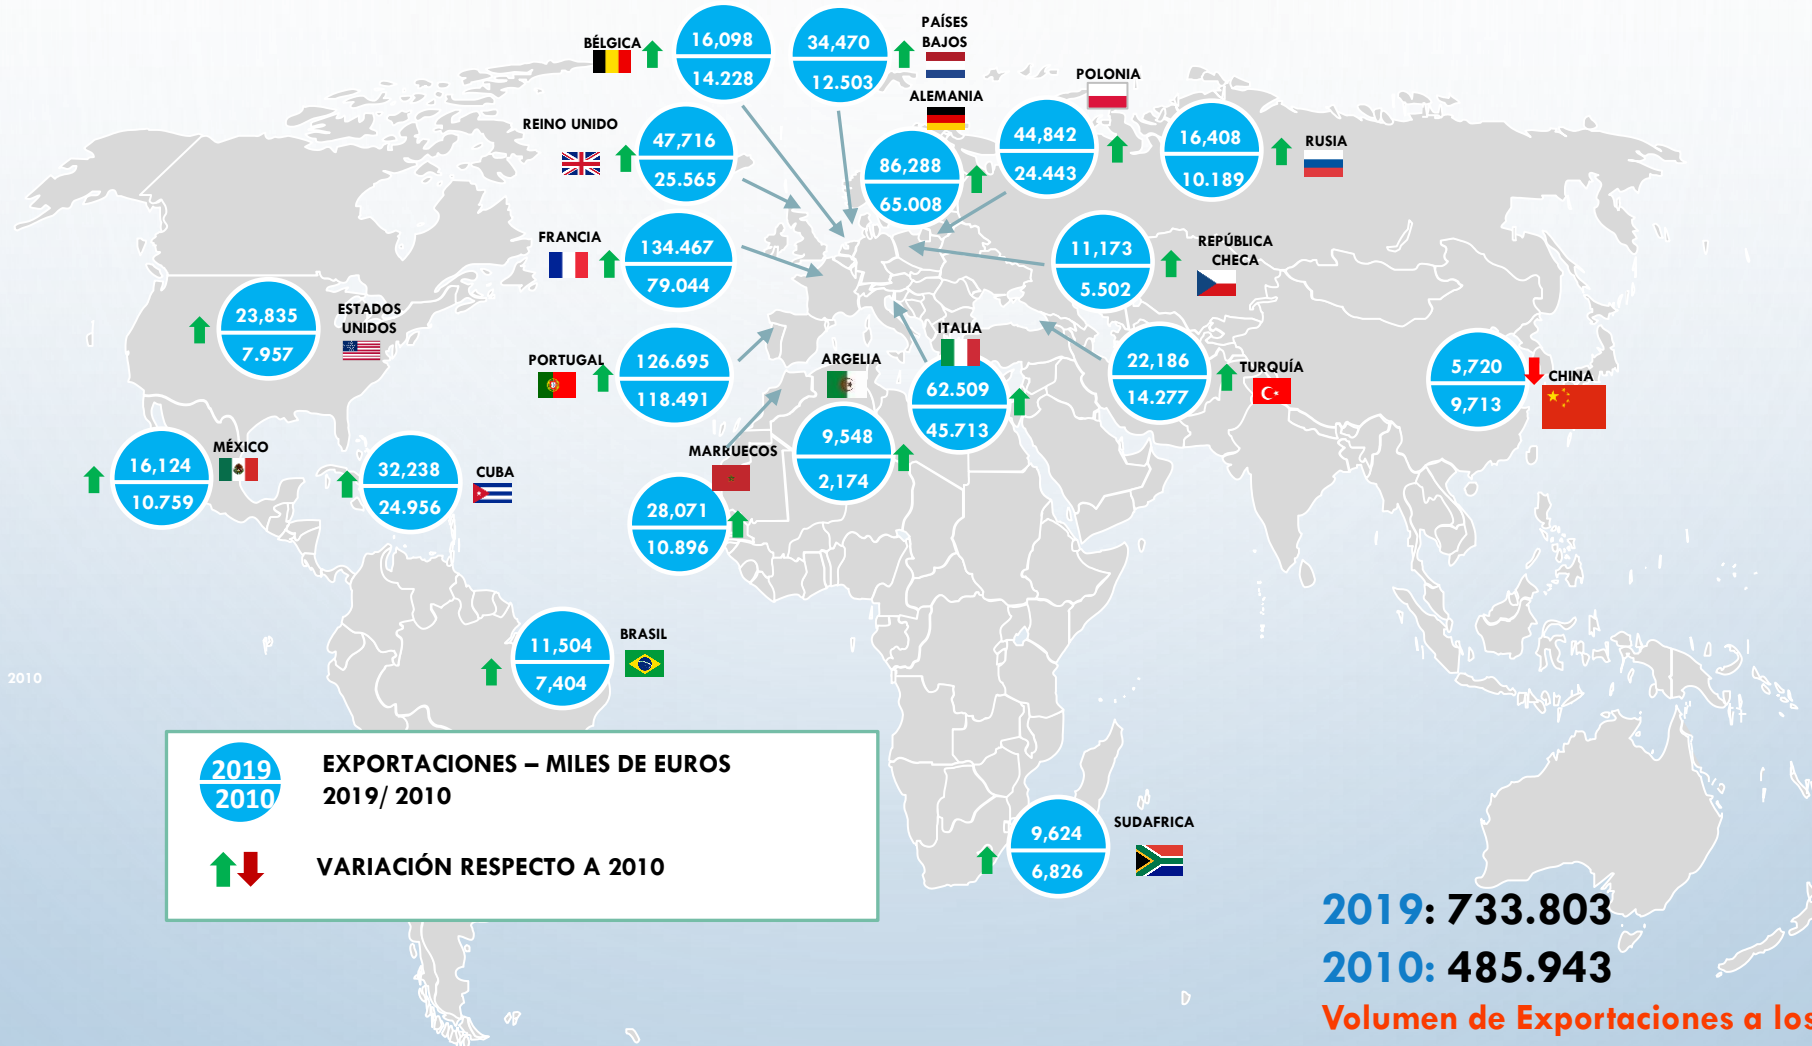 BÉLGICA
16,098
14.228
34,470
12.503
PAÍSES
BAJOS
POLONIA
44,842
24.443
ALEMANIA
86,288
65.008
16,408
10.189
RUSIA
REINO UNIDO
47,716
25.565
FRANCIA
134.467
79.044
11,173
5.502
REPÚBLICA
CHECA
23,835
7.957
ESTADOS
UNIDOS
PORTUGAL
126.695
118.491
ARGELIA
9,548
2,174
ITALIA
62.509
45.713
22,186
14.277
TURQUÍA
5,720
9,713
CHINA
16,124
10.759
MÉXICO
32,238
24.956
CUBA
MARRUECOS
28,071
10.896
11,504
7,404
BRASIL
2010
2019
2010
EXPORTACIONES – MILES DE EUROS
2019/ 2010
VARIACIÓN RESPECTO A 2010
9,624
6,826
SUDAFRICA
2019: 733.803
2010: 485.943
Volumen de Exportaciones a los